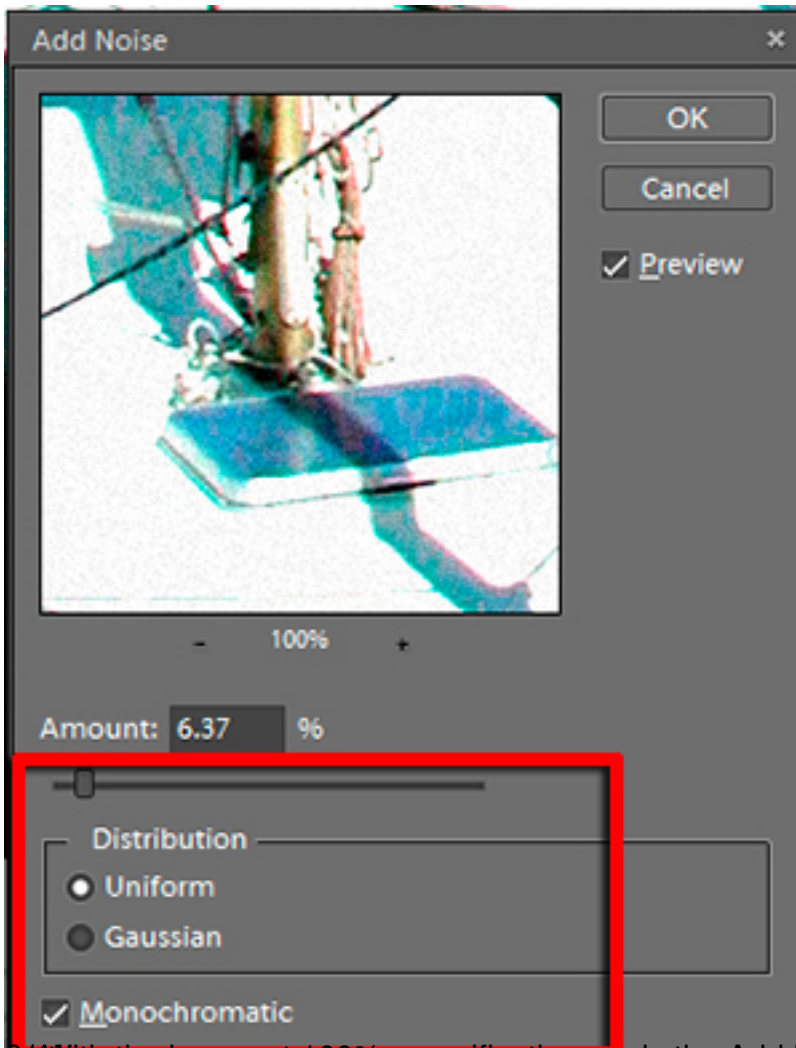 Add Noise ×
OK
Cancel
Preview
- 100% +
Amount: 6.37 %
Distribution
Uniform
Gaussian
Monochromatic